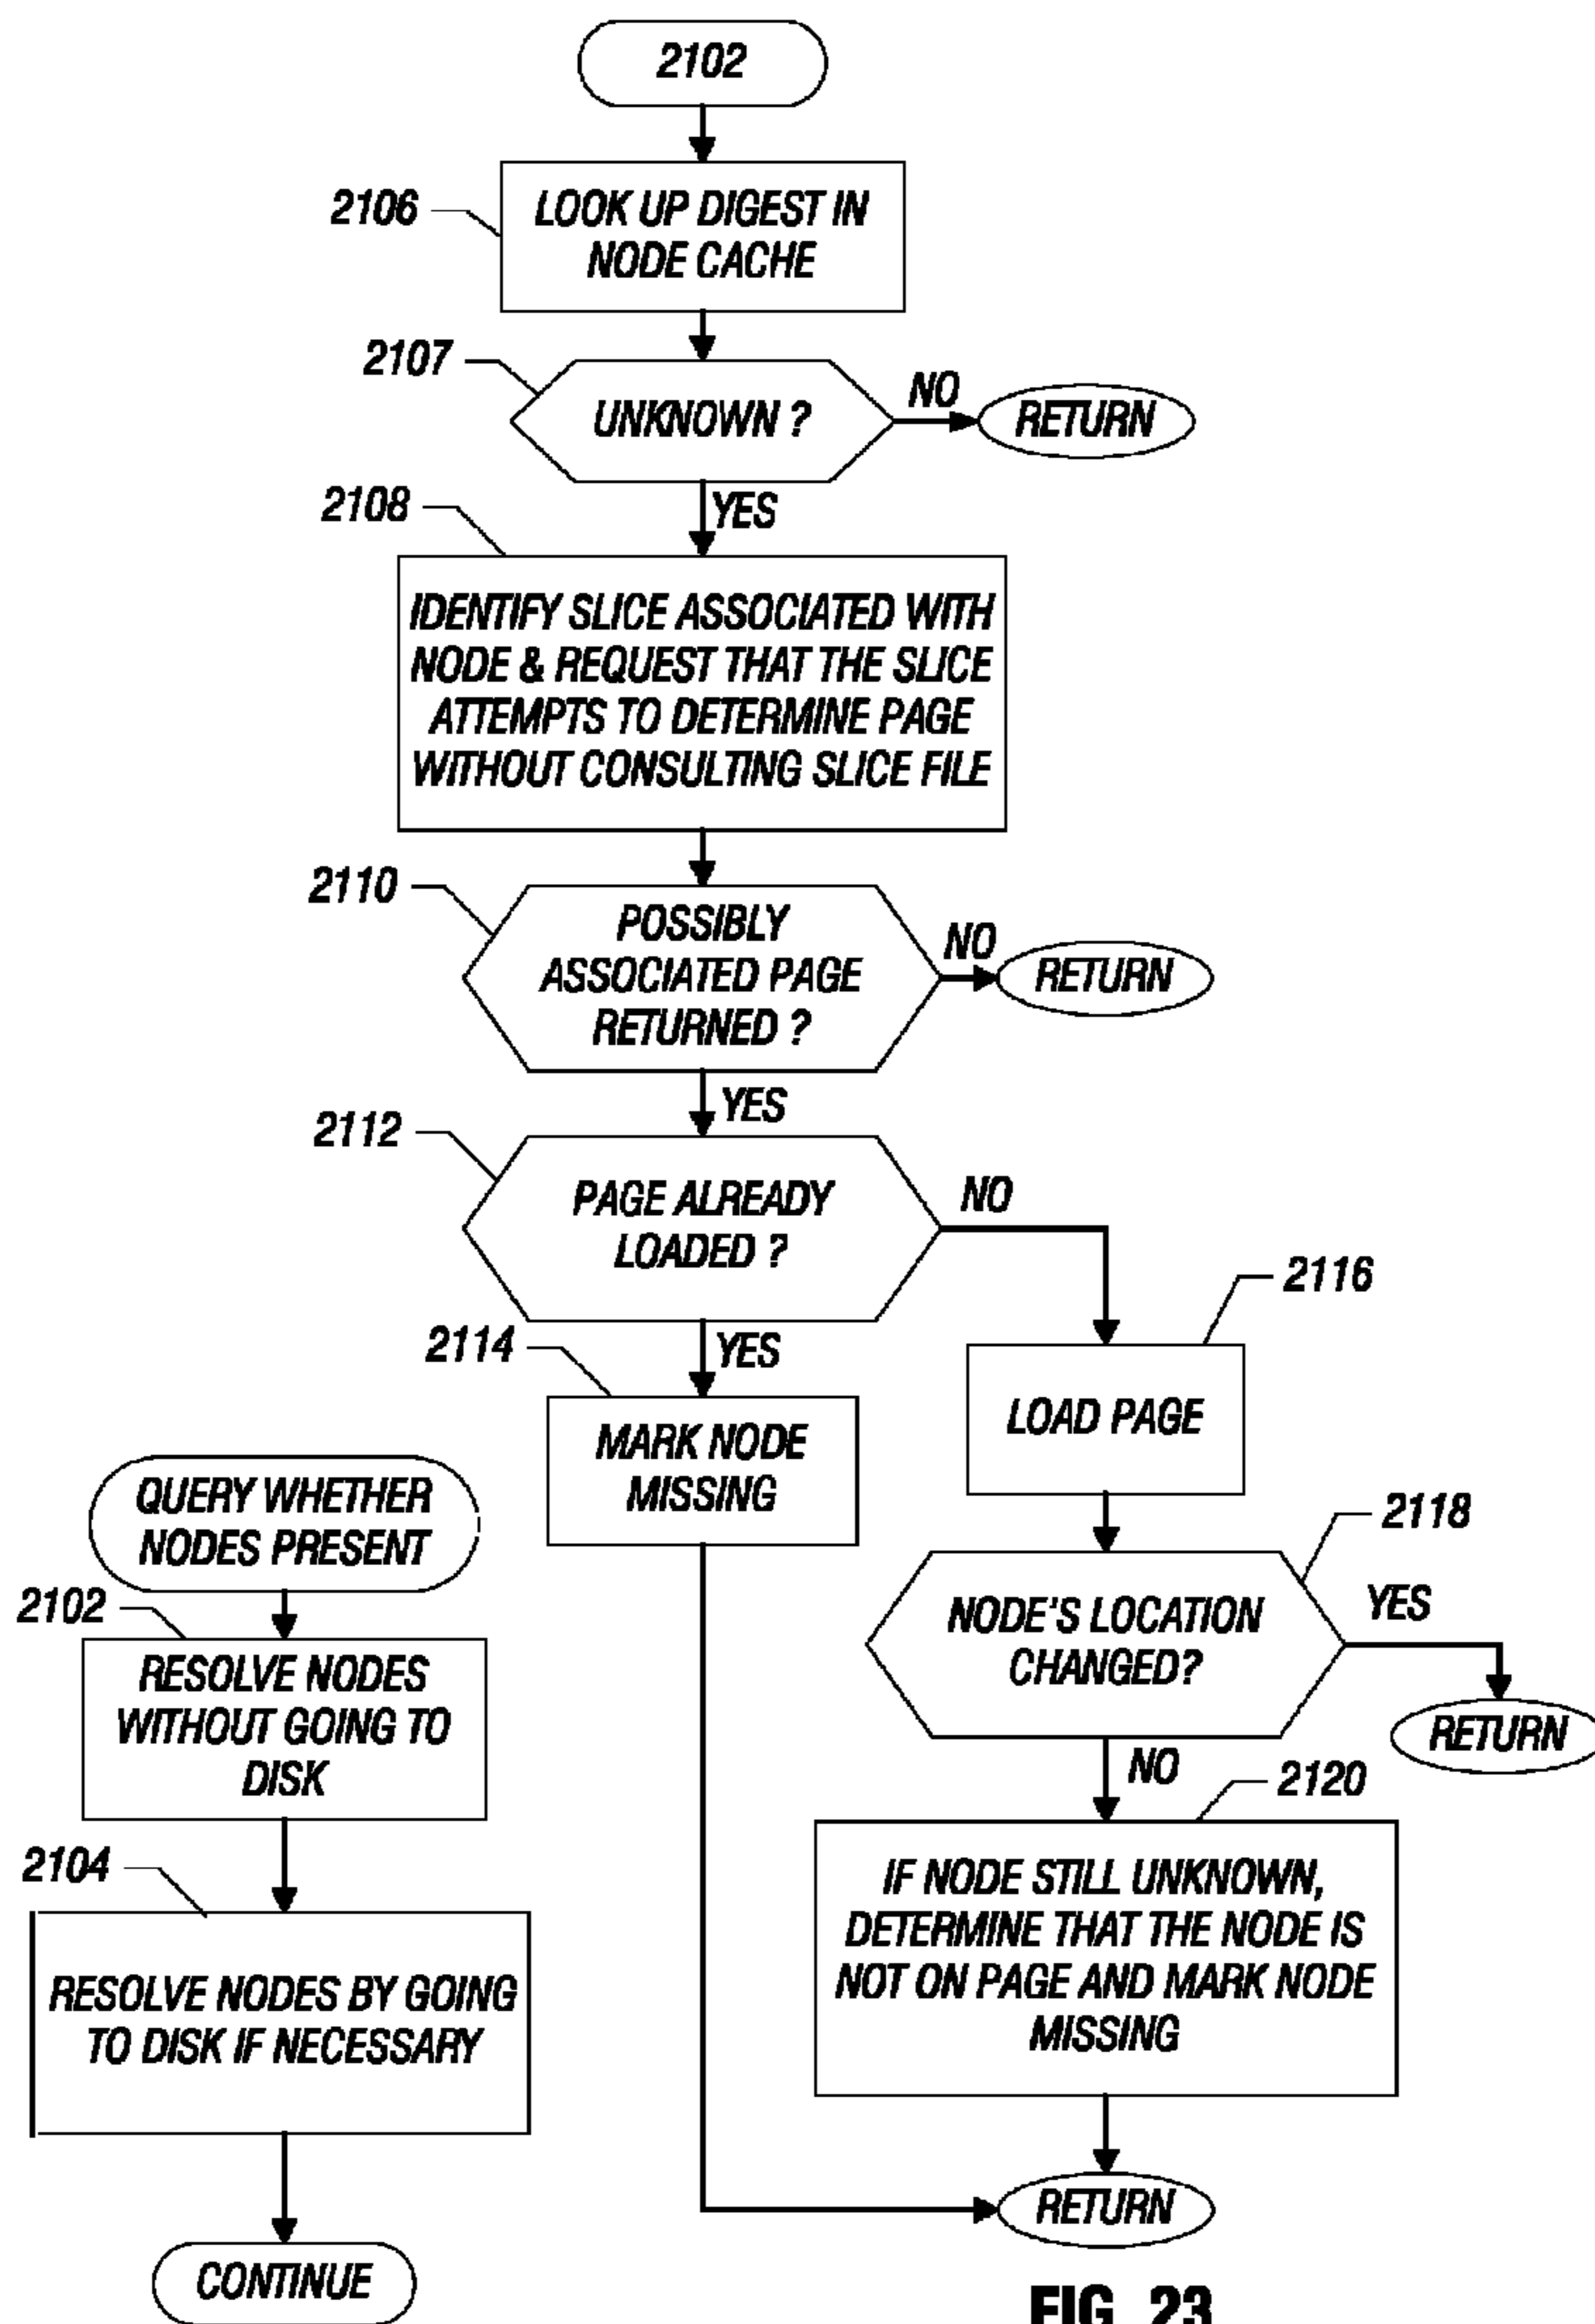 2102
2106
LOOK UP DIGEST IN
NODE CACHE
2107
UNKNOWN ?
NO
RETURN
YES
2108
IDENTIFY SLICE ASSOCIATED WITH
NODE & REQUEST THAT THE SLICE
ATTEMPTS TO DETERMINE PAGE
WITHOUT CONSULTING SLICE FILE
2110
POSSIBLY
ASSOCIATED PAGE
RETURNED ?
NO
RETURN
YES
2112
PAGE ALREADY
LOADED ?
NO
YES
2114
MARK NODE
MISSING
2116
LOAD PAGE
2118
NODE'S LOCATION
CHANGED?
YES
RETURN
NO
2120
IF NODE STILL UNKNOWN,
DETERMINE THAT THE NODE IS
NOT ON PAGE AND MARK NODE
MISSING
RETURN
QUERY WHETHER
NODES PRESENT
2102
RESOLVE NODES
WITHOUT GOING TO
DISK
2104
RESOLVE NODES BY GOING
TO DISK IF NECESSARY
CONTINUE
FIG. 23